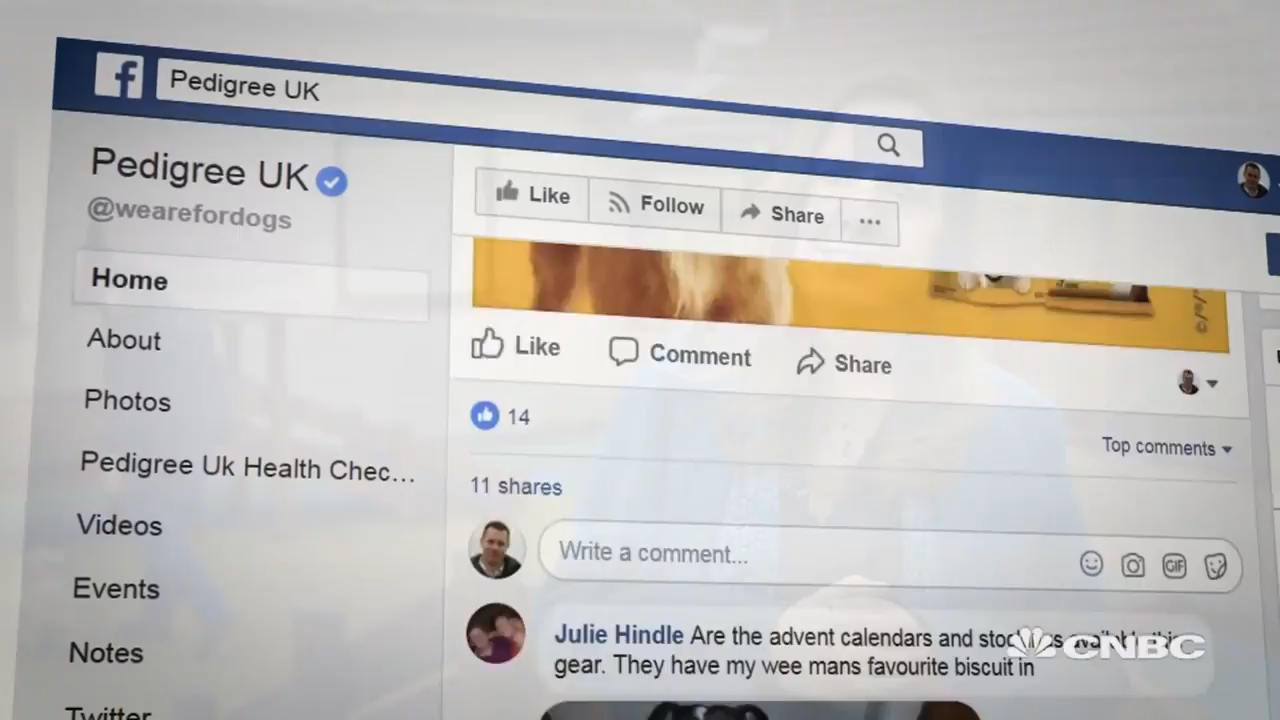 f
Pedigree UK
Pedigree UK
@wearefordogs
Home
About
Photos
Pedigree Uk Health Chec...
Videos
Events
Notes
Twitter
Like
Follow
Share
...
Like
Comment
Share
14
Top comments
11 shares
Write a comment...
GIF
Julie Hindle Are the advent calendars and
gear. They have my wee mans favourite biscuit in
CNBC